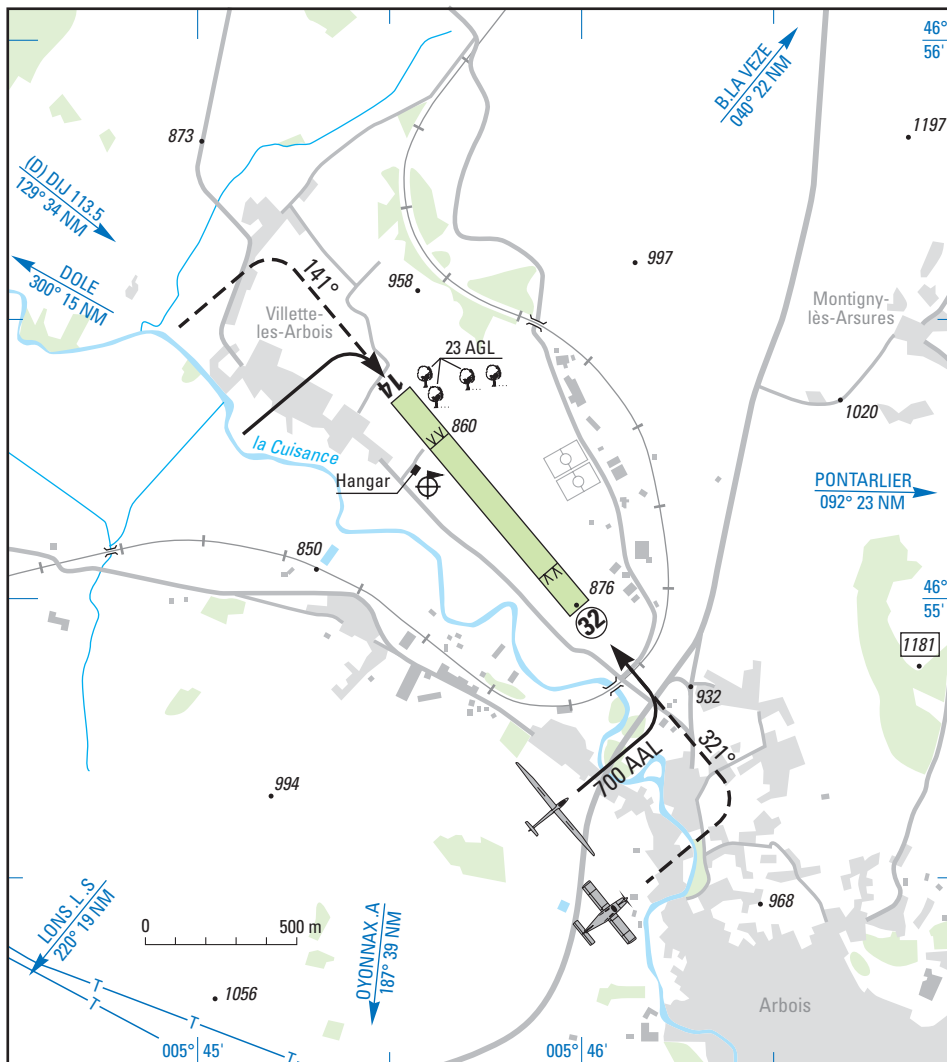 46°
56'
B.LA VEZE
040° 22 NM
1197
873
(D) DIJ 113.5
129° 34 NM
DOLE
300° 15 NM
141°
997
958
Villette-
les-Arbois
Montigny-
lès-Arsures
23 AGL
14
1020
860
la Cuisance
Hangar
PONTARLIER
092° 23 NM
850
876
46°
55'
32
1181
932
321°
700 AAL
994
LONS.L.S
220° 19 NM
0 500 m
OYONNAX.A
187° 39 NM
968
1056
T
T
T
T
Arbois
005° 45'
005° 46'